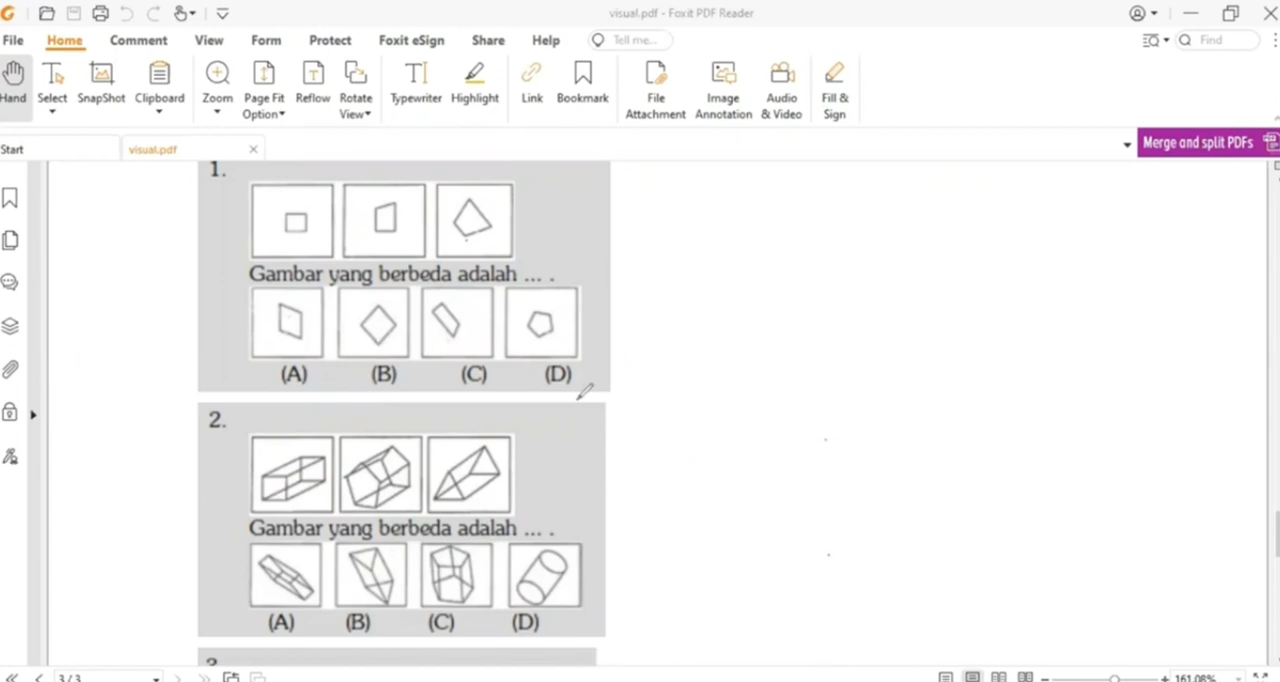 visual.pdf - Foxit PDF Reader
File Home Comment View Form Protect Foxit eSign Share Help Tell me... Find
Hand Select SnapShot Clipboard Zoom Page Fit Option Reflow Rotate View Typewriter Highlight Link Bookmark File Attachment Image Annotation Audio & Video Fill & Sign
Start visual.pdf Merge and split PDFs
1.
Gambar yang berbeda adalah ... .
(A) (B) (C) (D)
2.
Gambar yang berbeda adalah ... .
(A) (B) (C) (D)
3/3 161.08%